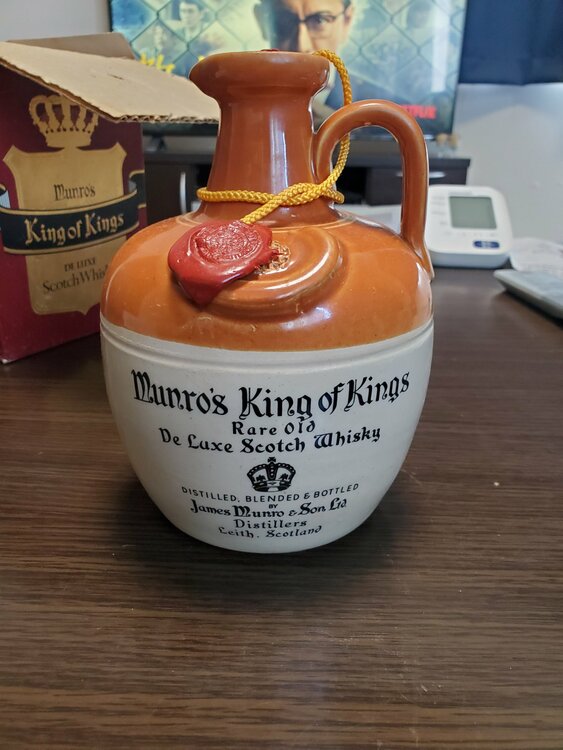 Munro's
King of Kings
DE LUXE
Scotch Whisky
Munro's King of Kings
Rare Old
De Luxe Scotch Whisky
DISTILLED, BLENDED & BOTTLED
BY
James Munro & Son, Ltd.
Distillers
Leith, Scotland